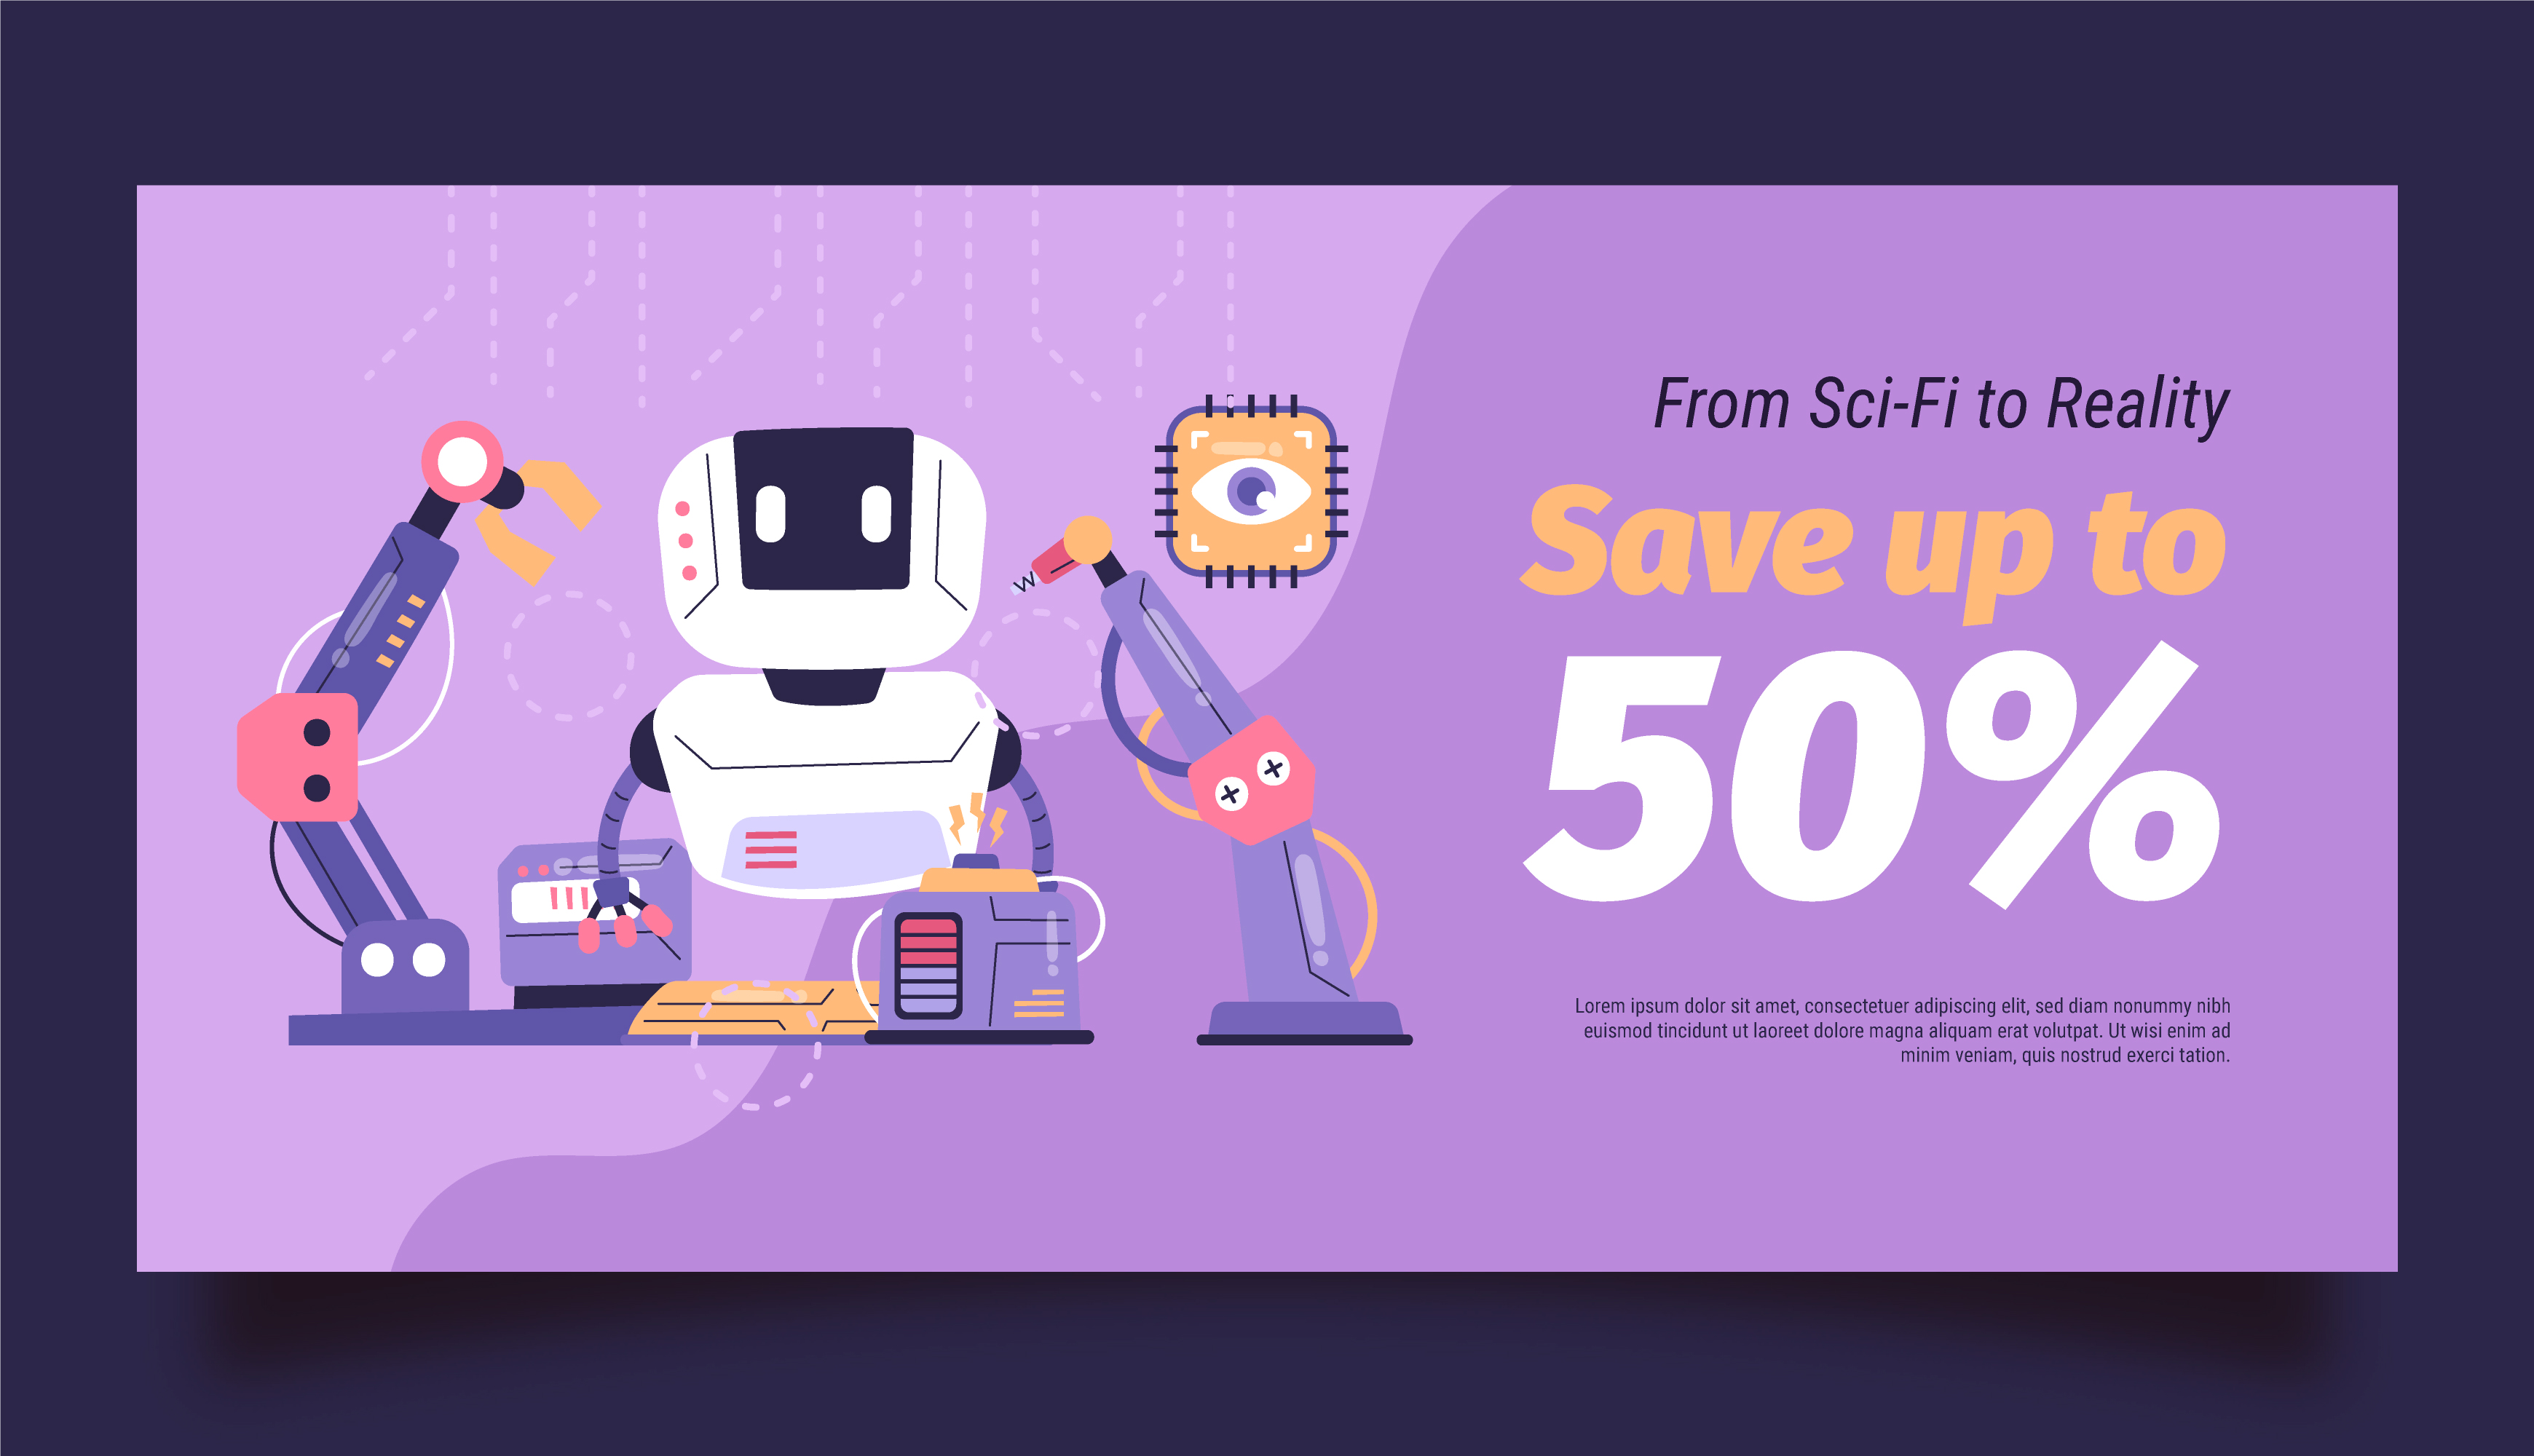 From Sci-Fi to Reality
Save up to
50%
Lorem ipsum dolor sit amet, consectetuer adipiscing elit, sed diam nonummy nibh
euismod tincidunt ut laoreet dolore magna aliquam erat volutpat. Ut wisi enim ad
minim veniam, quis nostrud exerci tation.